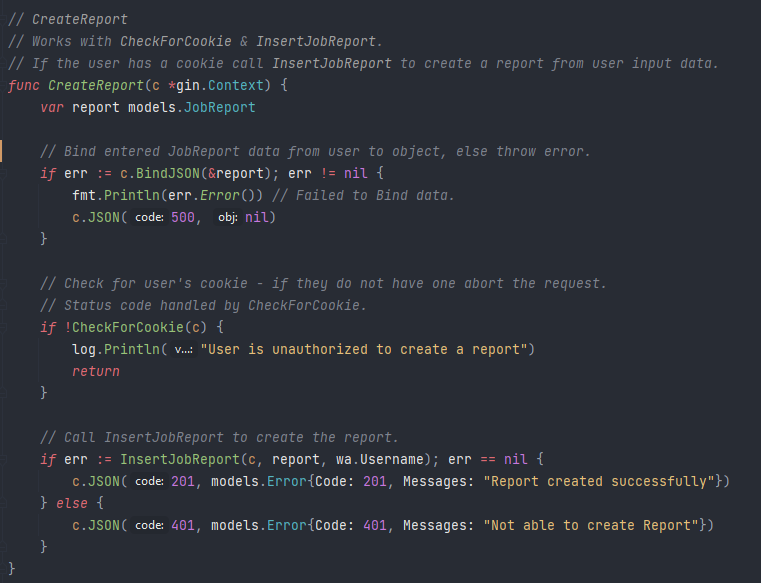 // CreateReport
// Works with CheckForCookie & InsertJobReport.
// If the user has a cookie call InsertJobReport to create a report from user input data.
func CreateReport(c *gin.Context) {
    var report models.JobReport

    // Bind entered JobReport data from user to object, else throw error.
    if err := c.BindJSON(&report); err != nil {
        fmt.Println(err.Error()) // Failed to Bind data.
        c.JSON( code: 500, obj: nil)
    }

    // Check for user's cookie - if they do not have one abort the request.
    // Status code handled by CheckForCookie.
    if !CheckForCookie(c) {
        log.Println( v...: "User is unauthorized to create a report")
        return
    }

    // Call InsertJobReport to create the report.
    if err := InsertJobReport(c, report, wa.Username); err == nil {
        c.JSON( code: 201, models.Error{Code: 201, Messages: "Report created successfully"})
    } else {
        c.JSON( code: 401, models.Error{Code: 401, Messages: "Not able to create Report"})
    }
}